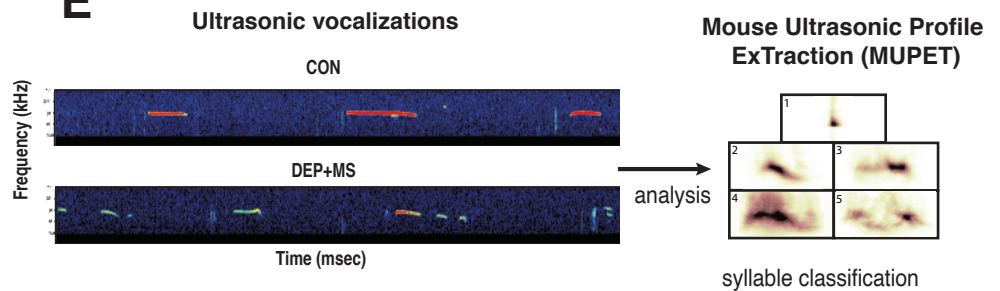 E
Ultrasonic vocalizations
CON
Frequency (kHz)
DEP+MS
Time (msec)
analysis
Mouse Ultrasonic Profile
ExTraction (MUPET)
1
2
3
4
5
syllable classification